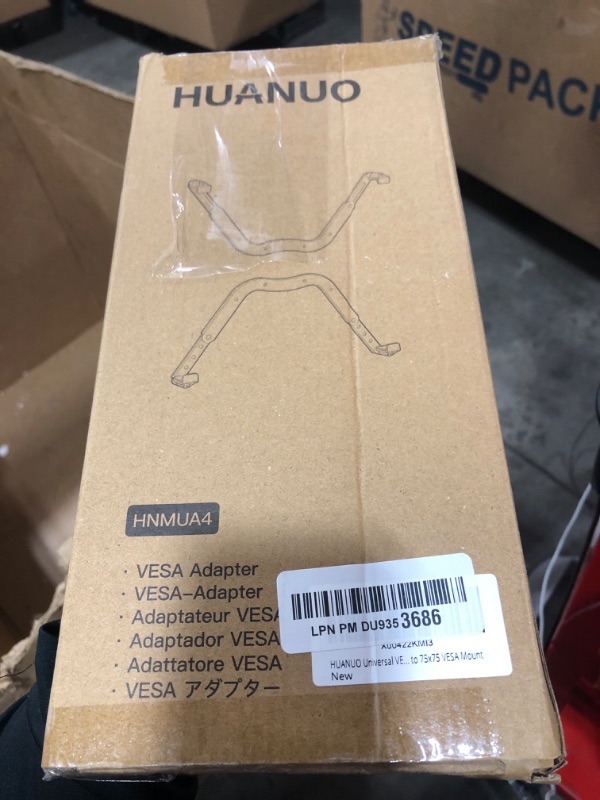 SPEED PACK
HUANUO
HNMUA4
· VESA Adapter
· VESA-Adapter
· Adaptateur VESA
· Adaptador VESA
· Adattatore VESA
· VESA アダプター
LPN PM DU935 3686
X00422KMI3
HUANUO Universal VE... to 75x75 VESA Mount
New